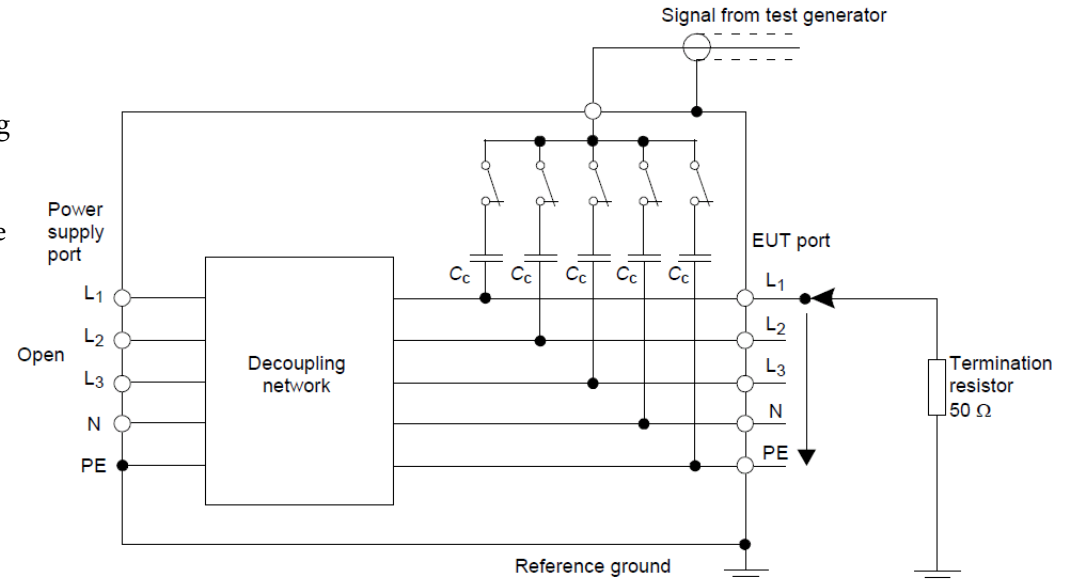 Signal from test generator
g
Power
supply
port
e
EUT port
Cc Cc Cc Cc Cc
L1
L1
L2
L2
Open
L3
L3
Decoupling
network
Termination
resistor
50 Ω
N
N
PE
PE
Reference ground